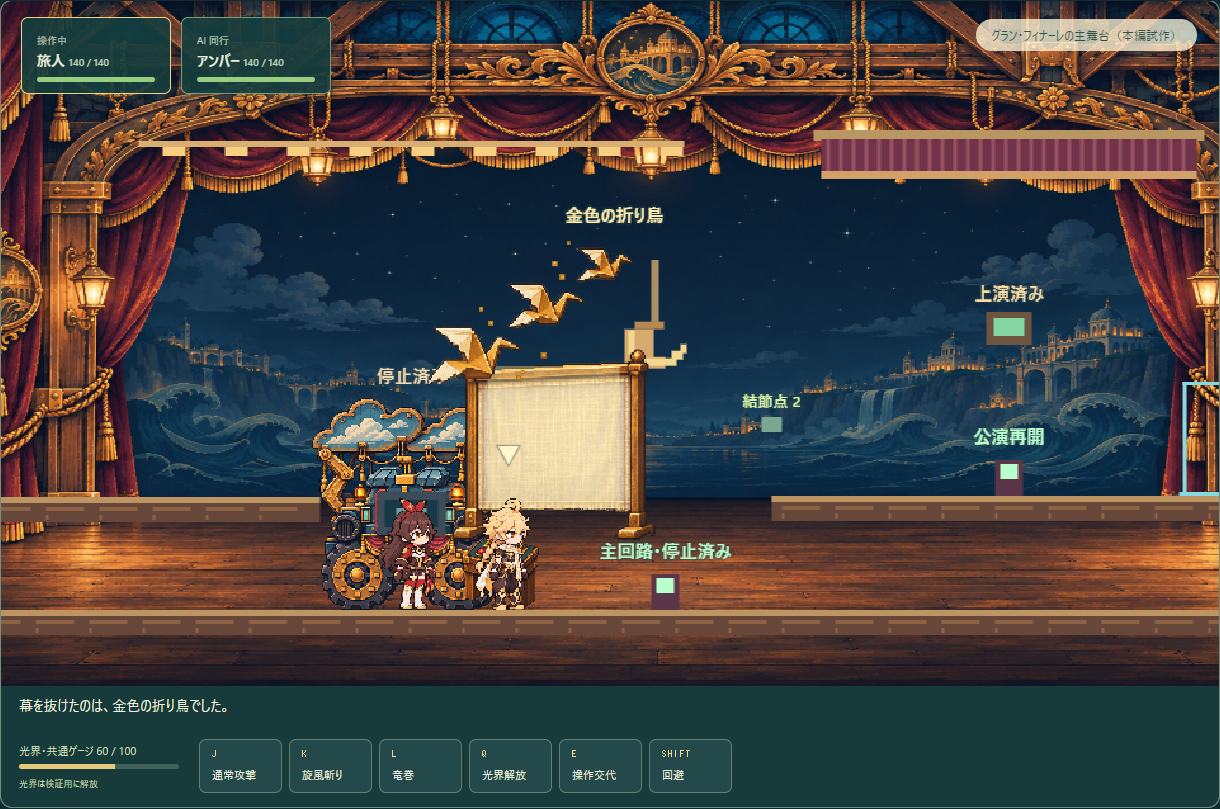 操作中
旅人 140 / 140
AI 同行
アンバー 140 / 140
グラン・フィナーレの主舞台（本編試作）
金色の折り鳥
上演済み
停止済み
結節点 2
公演再開
主回路・停止済み
幕を抜けたのは、金色の折り鳥でした。
光界・共通ゲージ 60 / 100
光界は検証用に解放
J
通常攻撃
K
旋風斬り
L
竜巻
Q
光界解放
E
操作交代
SHIFT
回避